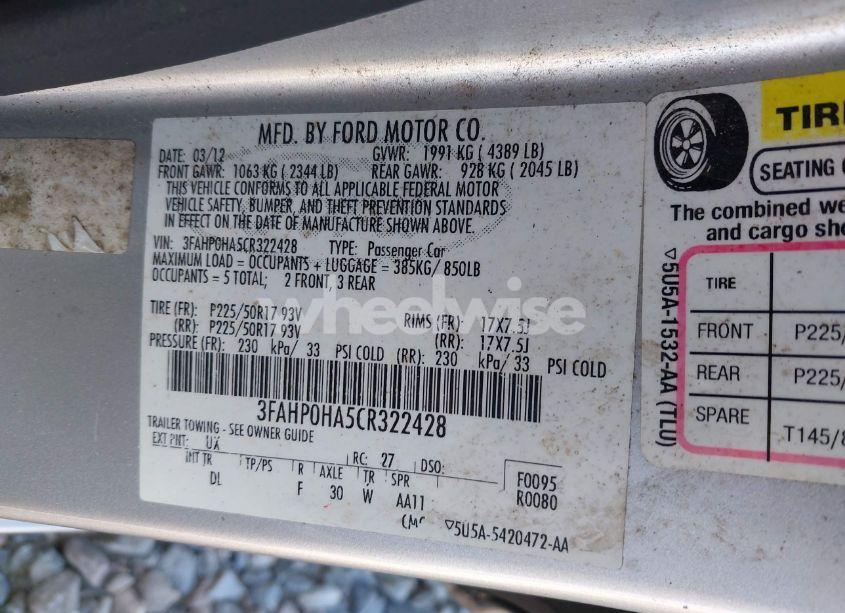 MFD. BY FORD MOTOR CO.
DATE: 03/12 GVWR: 1991 KG ( 4389 LB)
FRONT GAWR: 1063 KG ( 2344 LB) REAR GAWR: 928 KG ( 2045 LB)
THIS VEHICLE CONFORMS TO ALL APPLICABLE FEDERAL MOTOR
VEHICLE SAFETY, BUMPER, AND THEFT PREVENTION STANDARDS
IN EFFECT ON THE DATE OF MANUFACTURE SHOWN ABOVE.
VIN: 3FAHP0HA5CR322428 TYPE: Passenger Car
MAXIMUM LOAD = OCCUPANTS + LUGGAGE = 385KG/ 850LB
OCCUPANTS = 5 TOTAL; 2 FRONT, 3 REAR
TIRE (FR): P225/50R17 93V RIMS (FR): 17X7.5J
(RR): P225/50R17 93V (RR): 17X7.5J
PRESSURE (FR): 230 kPa/ 33 PSI COLD (RR): 230 kPa/ 33 PSI COLD
3FAHP0HA5CR322428
TRAILER TOWING - SEE OWNER GUIDE
EXT PNT: UX RC: 27 DSO:
INT TR TP/PS R AXLE TR SPR F0095
DL F 30 W AA11 R0080
▽5U5A-5420472-AA
wheelwise
TIRE
SEATING
The combined
and cargo
▽5U5A-1532-AA (TLU)
TIRE
FRONT P225/
REAR P225/
SPARE T145/8